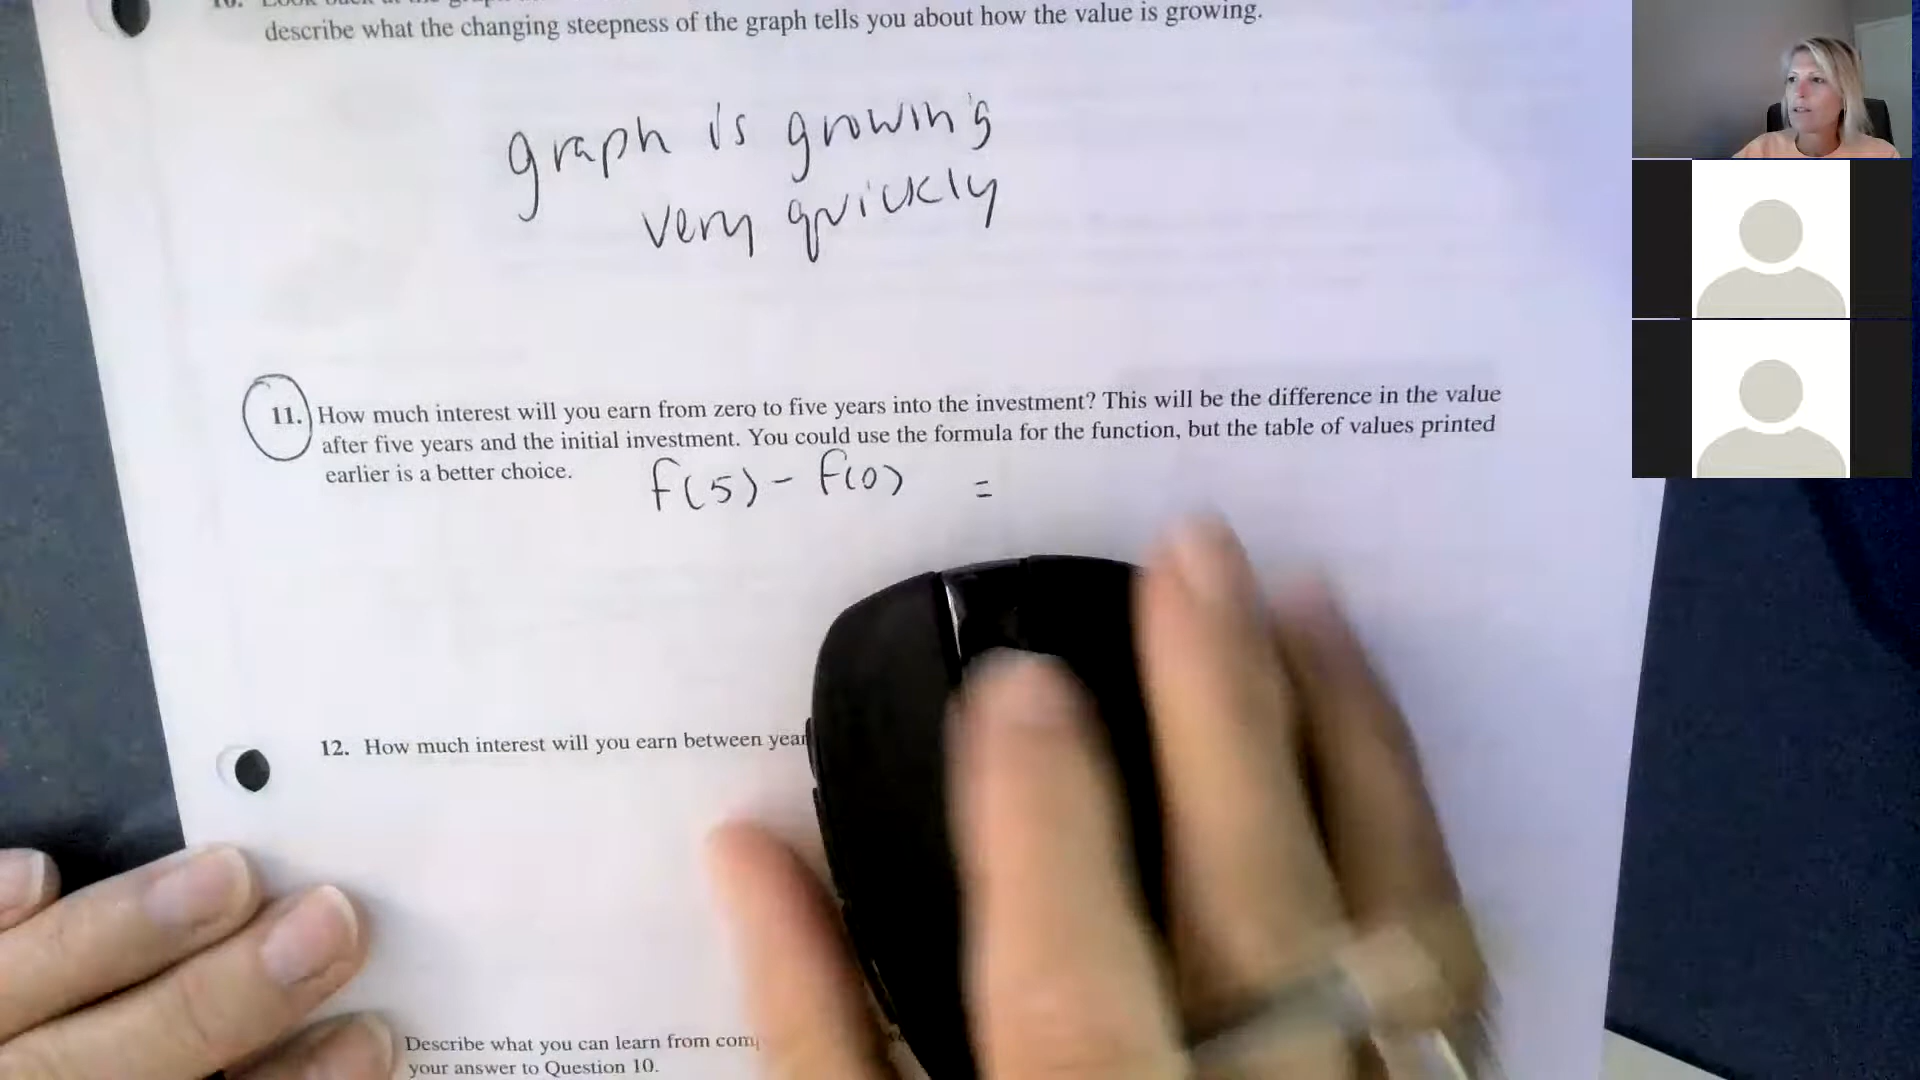 describe what the changing steepness of the graph tells you about how the value is growing.
graph is growing
very quickly
11. How much interest will you earn from zero to five years into the investment? This will be the difference in the value
after five years and the initial investment. You could use the formula for the function, but the table of values printed
earlier is a better choice.
f(5) - f(0) =
12. How much interest will you earn between year
Describe what you can learn from com
your answer to Question 10.